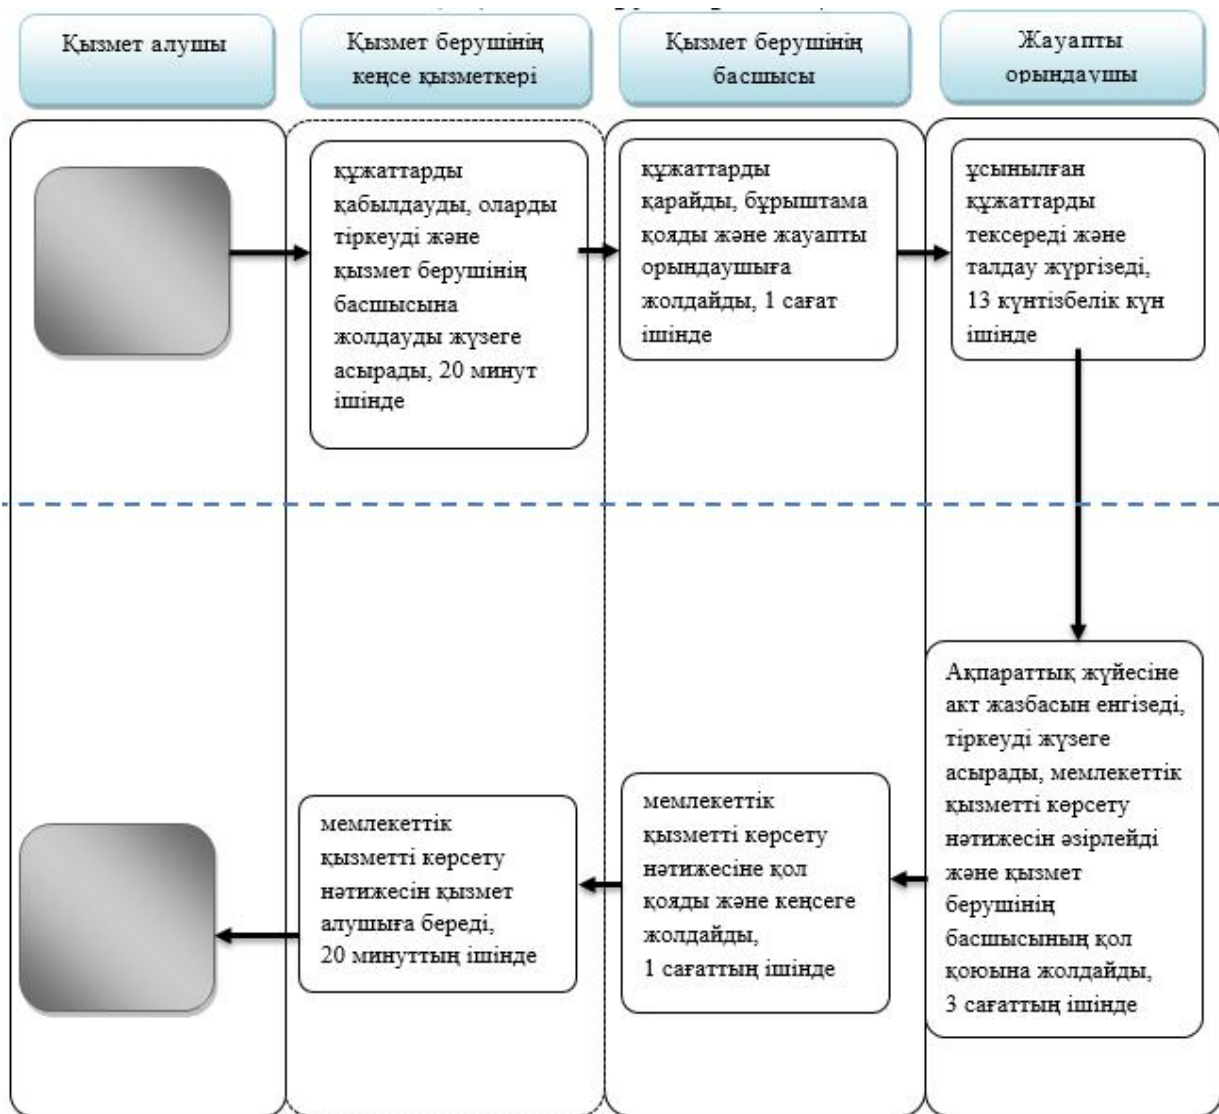 Қызмет алушы
Қызмет берушінің
кеңсе қызметкері
Қызмет берушінің
басшысы
Жауапты
орындаушы
құжаттарды
қабылдауды, оларды
тіркеуді және
қызмет берушінің
басшысына
жолдауды жүзеге
асырады, 20 минут
ішінде
құжаттарды
қарайды, бұрыштама
қояды және жауапты
орындаушыға
жолдайды, 1 сағат
ішінде
ұсынылған
құжаттарды
тексереді және
талдау жүргізеді,
13 күнтізбелік күн
ішінде
Ақпараттық жүйесіне
акт жазбасын енгізеді,
тіркеуді жүзеге
асырады, мемлекеттік
қызметті көрсету
нәтижесін әзірлейді
және қызмет
берушінің
басшысының қол
қоюына жолдайды,
3 сағаттың ішінде
мемлекеттік
қызметті көрсету
нәтижесіне қол
қояды және кеңсеге
жолдайды,
1 сағаттың ішінде
мемлекеттік
қызметті көрсету
нәтижесін қызмет
алушыға береді,
20 минуттың ішінде